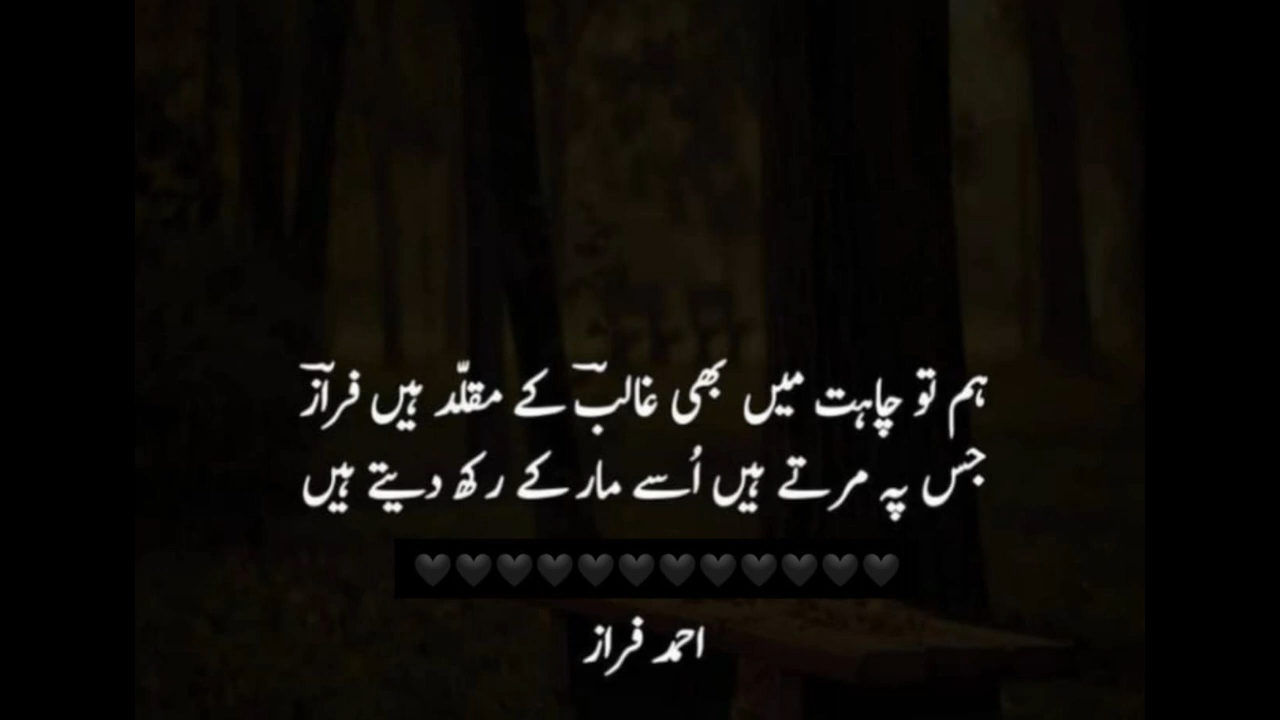 ہم تو چاہت میں بھی غالبؔ کے مقلّد ہیں فرازؔ
جس پہ مرتے ہیں اُسے مار کے رکھ دیتے ہیں
🖤🖤🖤🖤🖤🖤🖤🖤🖤🖤🖤🖤
احمد فراز